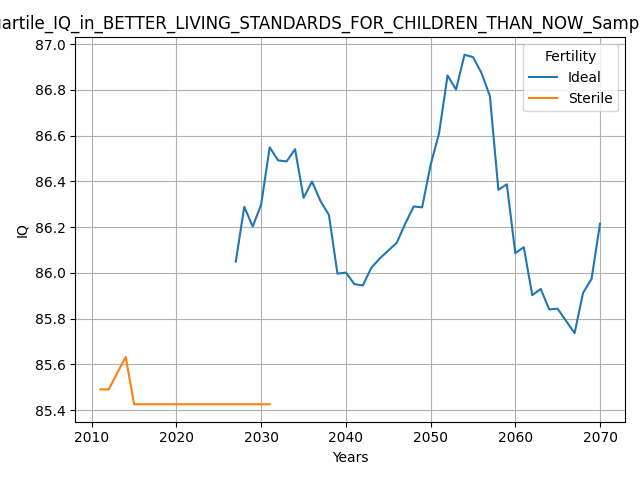 uartile_IQ_in_BETTER_LIVING_STANDARDS_FOR_CHILDREN_THAN_NOW_Samp
87.0
86.8
86.6
86.4
86.2
86.0
85.8
85.6
85.4
IQ
Fertility
Ideal
Sterile
2010 2020 2030 2040 2050 2060 2070
Years